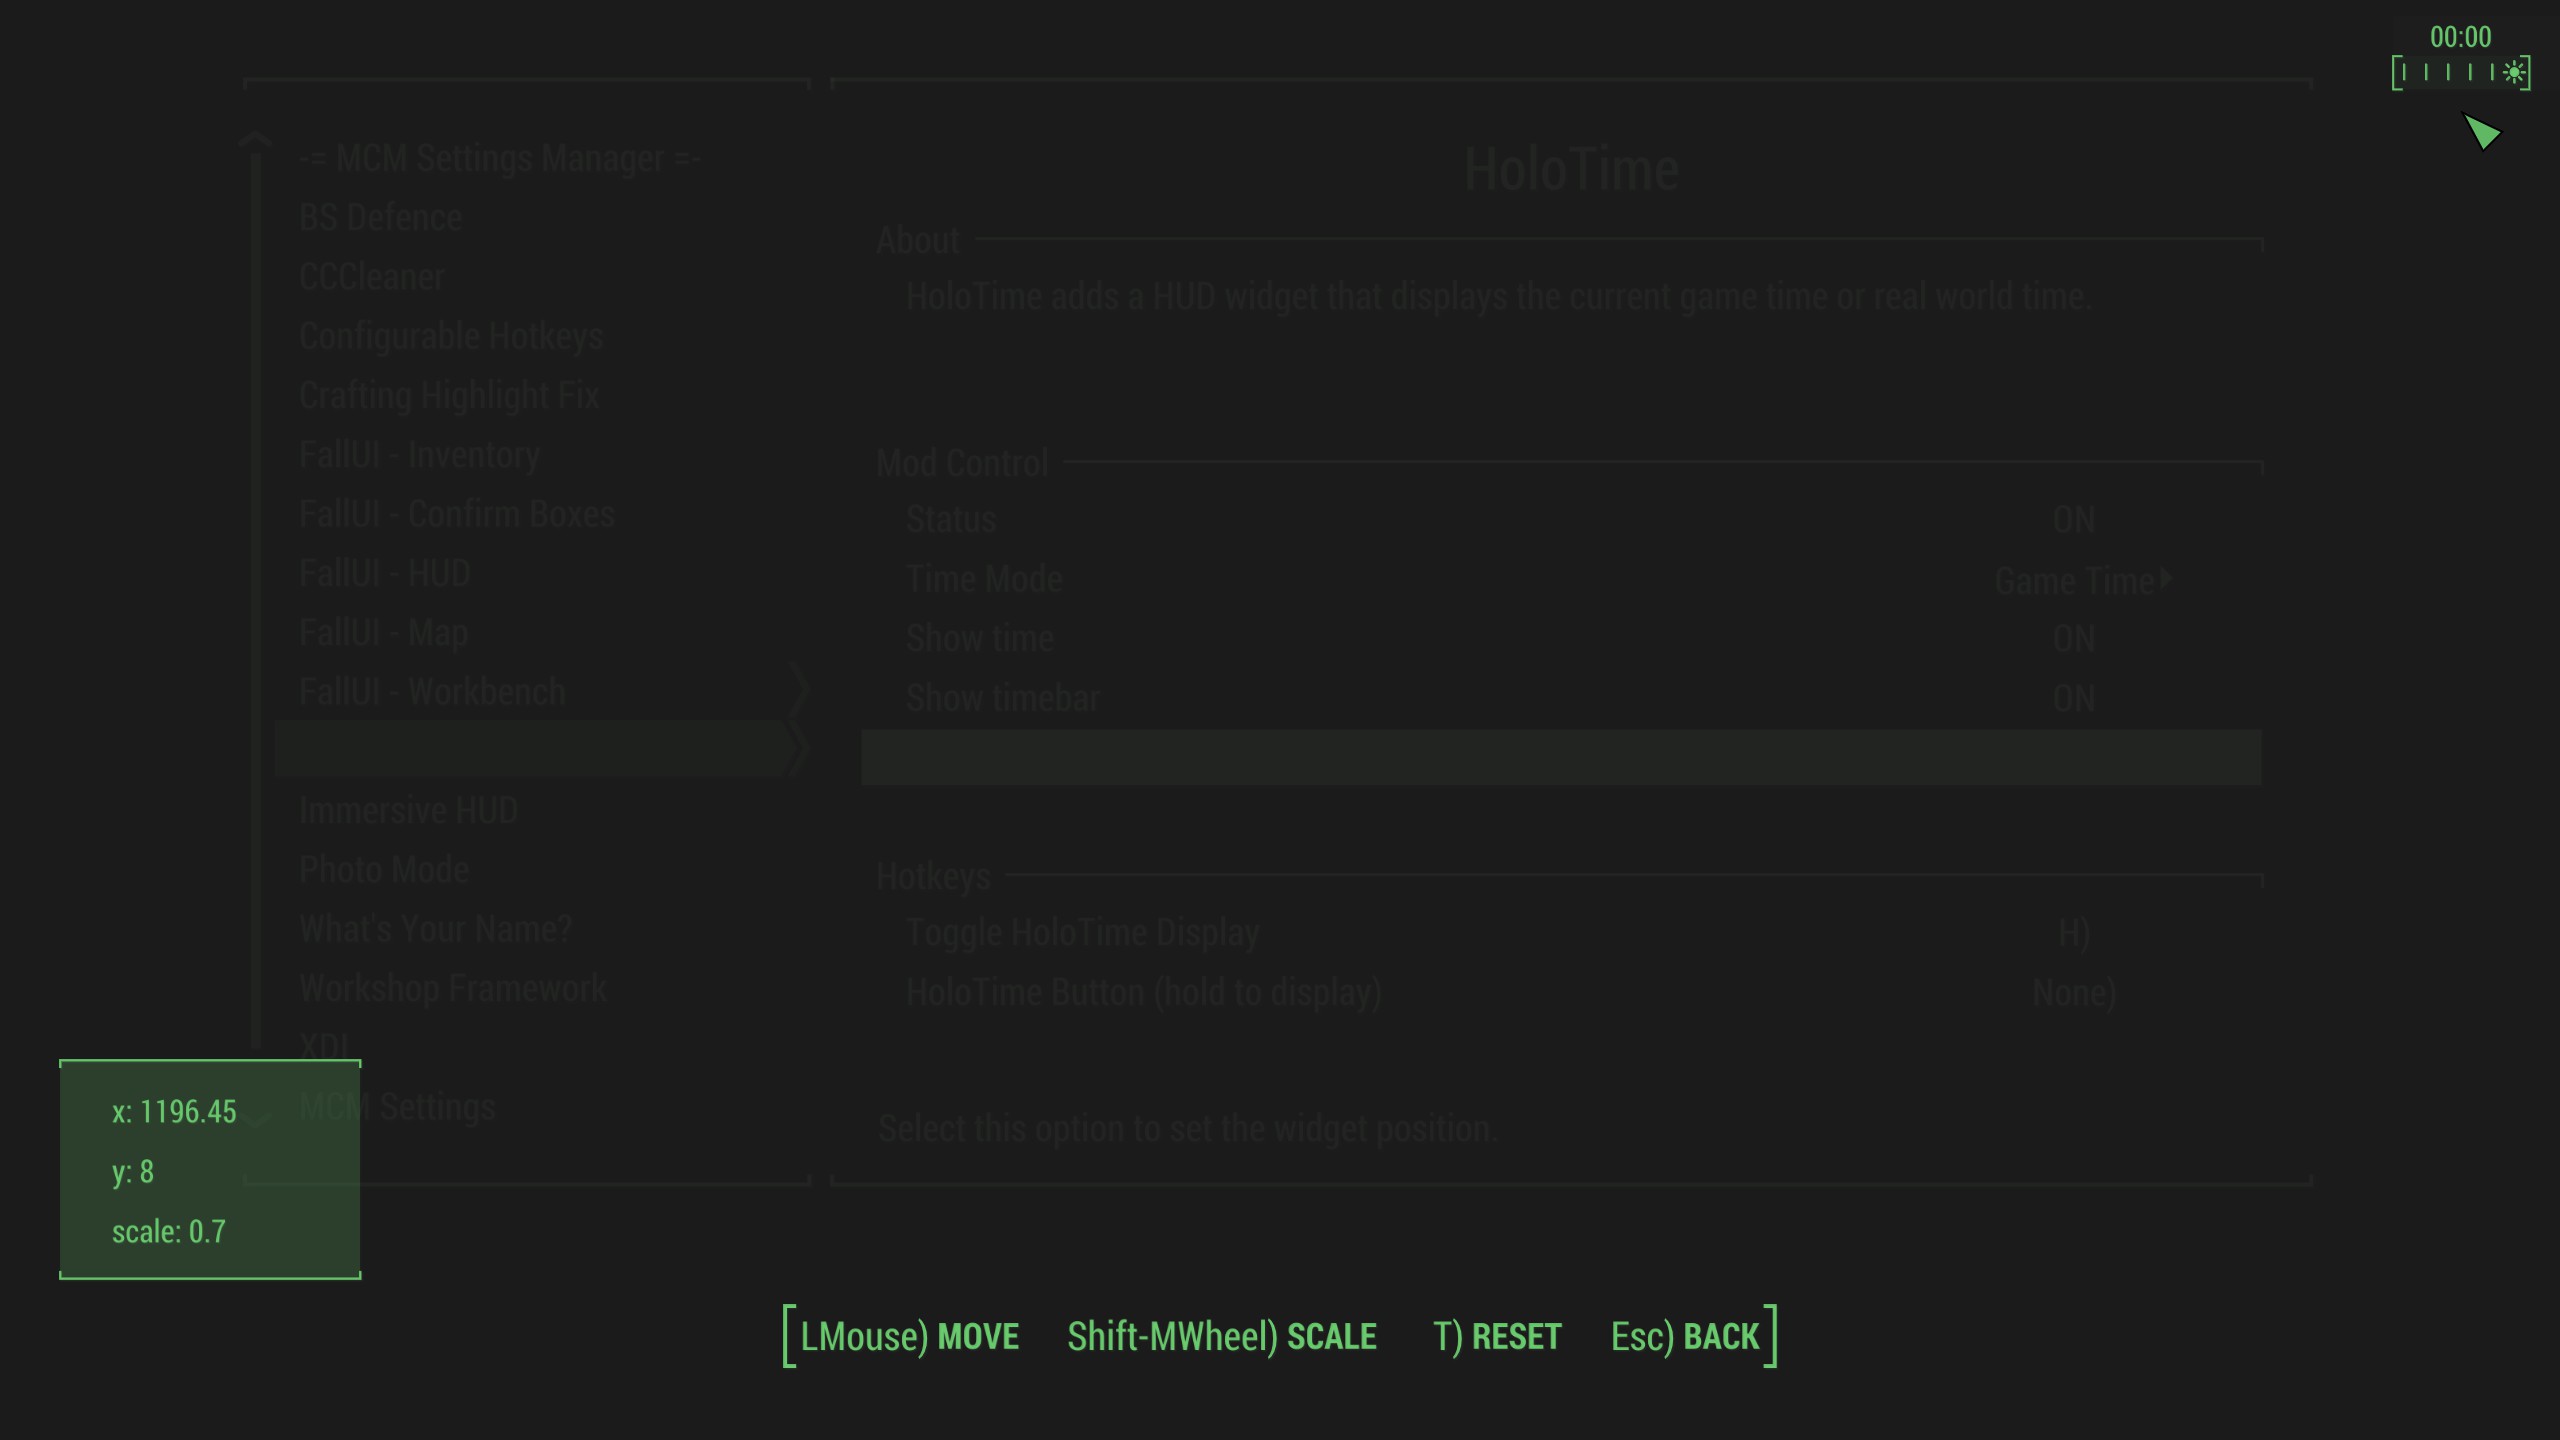 00:00
-= MCM Settings Manager =-
BS Defence
CCCleaner
Configurable Hotkeys
Crafting Highlight Fix
FallUI - Inventory
FallUI - Confirm Boxes
FallUI - HUD
FallUI - Map
FallUI - Workbench
Immersive HUD
Photo Mode
What's Your Name?
Workshop Framework
XDI
MCM Settings
HoloTime
About
HoloTime adds a HUD widget that displays the current game time or real world time.
Mod Control
Status ON
Time Mode Game Time
Show time ON
Show timebar ON
Hotkeys
Toggle HoloTime Display H)
HoloTime Button (hold to display) None)
Select this option to set the widget position.
x: 1196.45
y: 8
scale: 0.7
LMouse) MOVE Shift-MWheel) SCALE T) RESET Esc) BACK